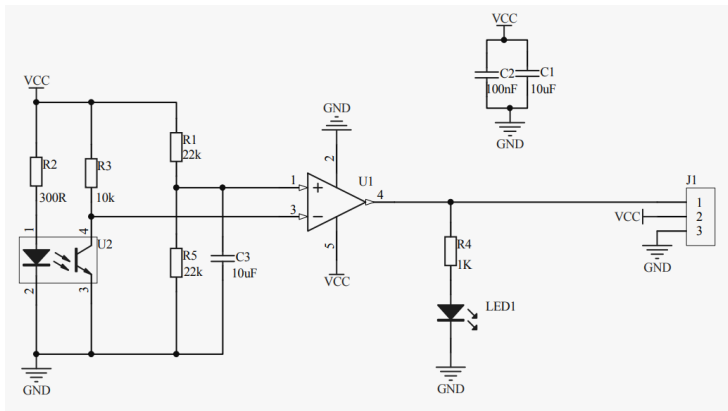 VCC
C2
C1
100nF
10uF
GND
VCC
GND
R1
22k
2
R2
300R
R3
10k
1
+
U1
4
3
−
J1
1
2
3
VCC
GND
1
4
U2
R5
22k
C3
10uF
5
VCC
R4
1K
2
3
LED1
GND
GND